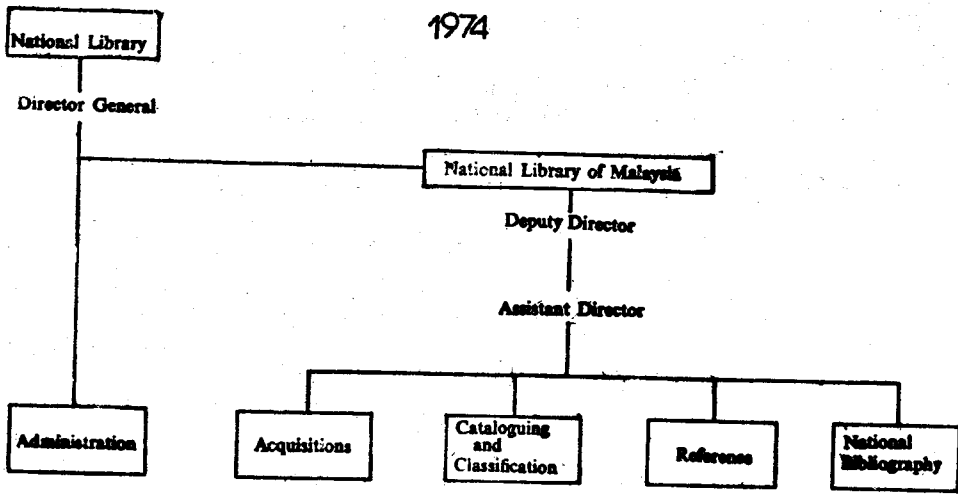 1974
National Library
Director General
National Library of Malaysia
Deputy Director
Assistant Director
Administration
Acquisitions
Cataloguing
and
Classification
Reference
National
Bibliography